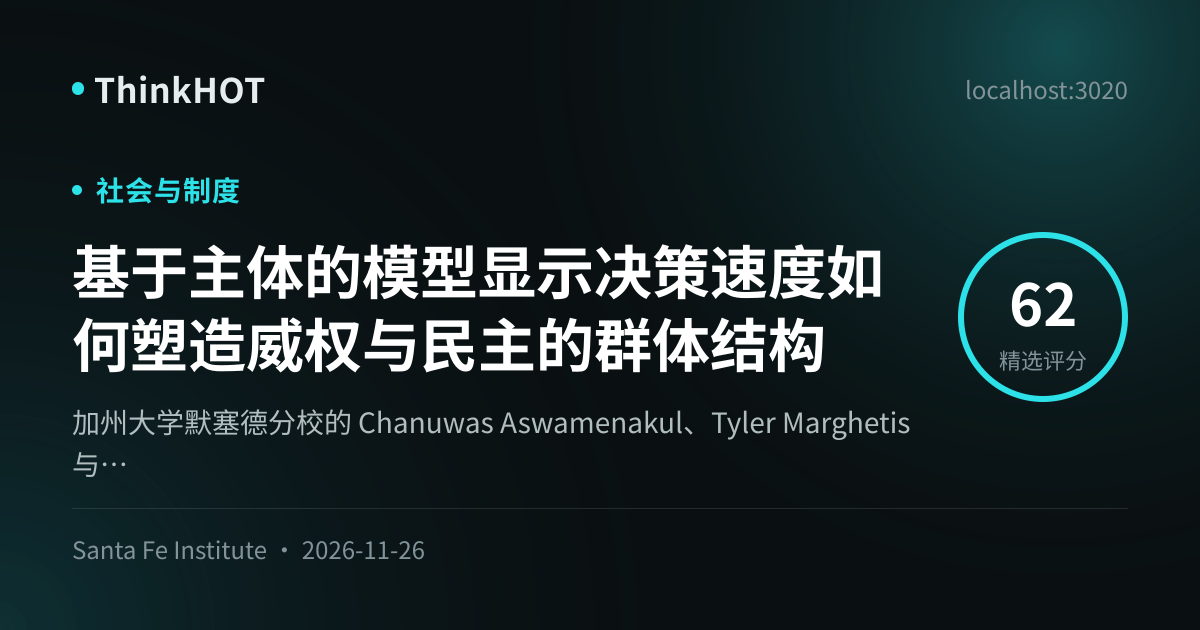 ThinkHOT
localhost:3020
社会与制度
基于主体的模型显示决策速度如
何塑造威权与民主的群体结构
62
精选评分
加州大学默塞德分校的 Chanuwas Aswamenakul、Tyler Marghetis
与…
Santa Fe Institute · 2026-11-26